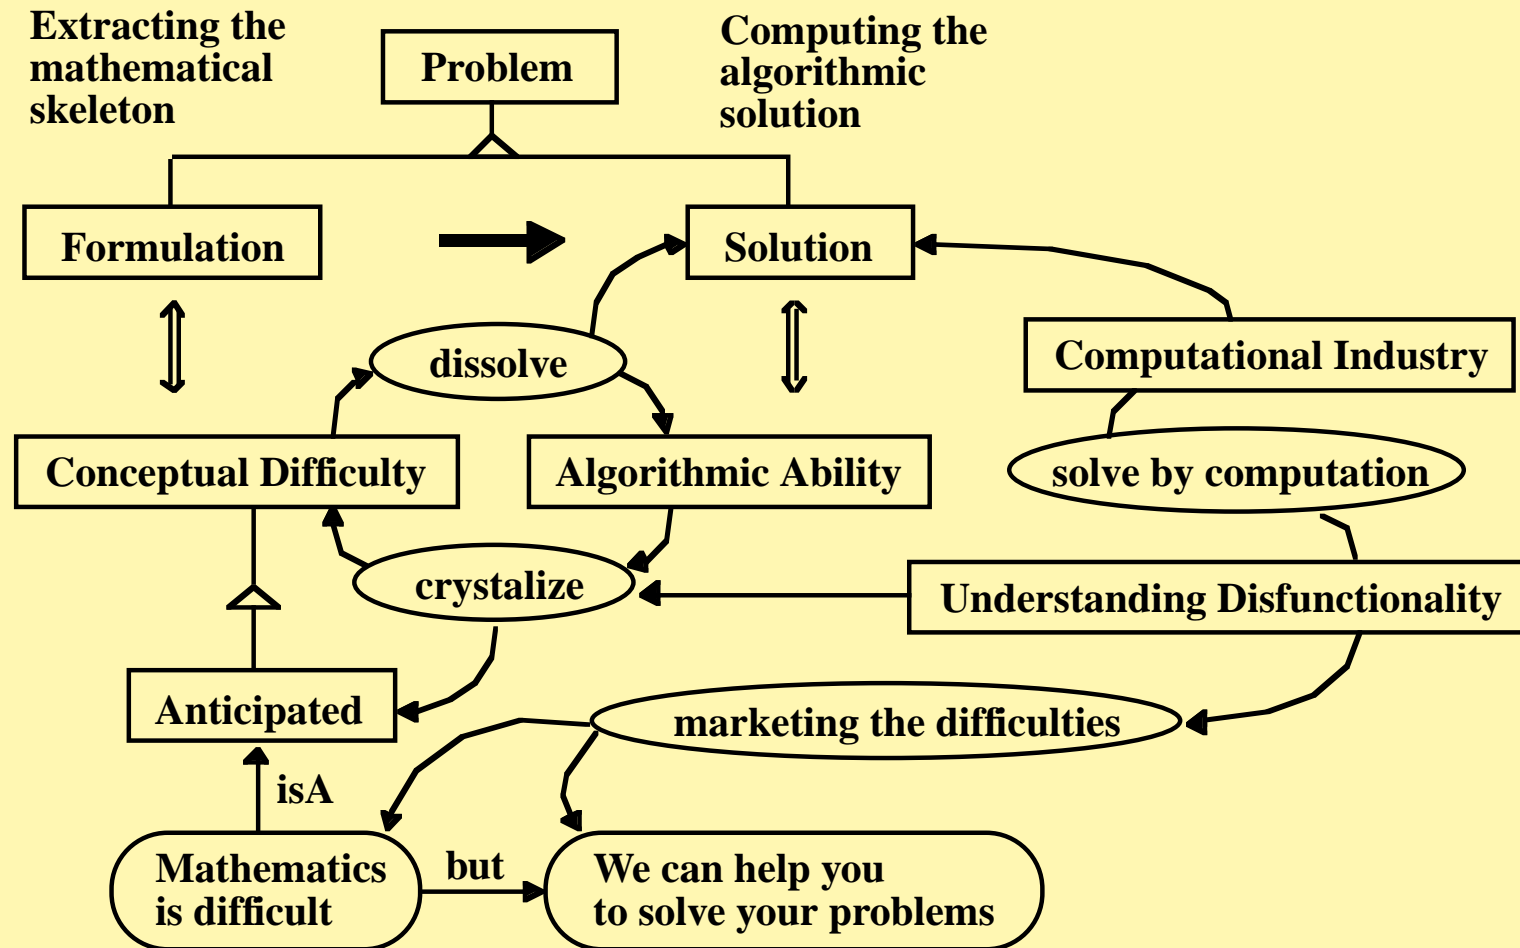 Extracting the
mathematical
skeleton
Problem
Computing the
algorithmic
solution
Formulation
Solution
dissolve
Computational Industry
Conceptual Difficulty
Algorithmic Ability
solve by computation
crystalize
Understanding Disfunctionality
Anticipated
marketing the difficulties
isA
Mathematics
is difficult
but
We can help you
to solve your problems